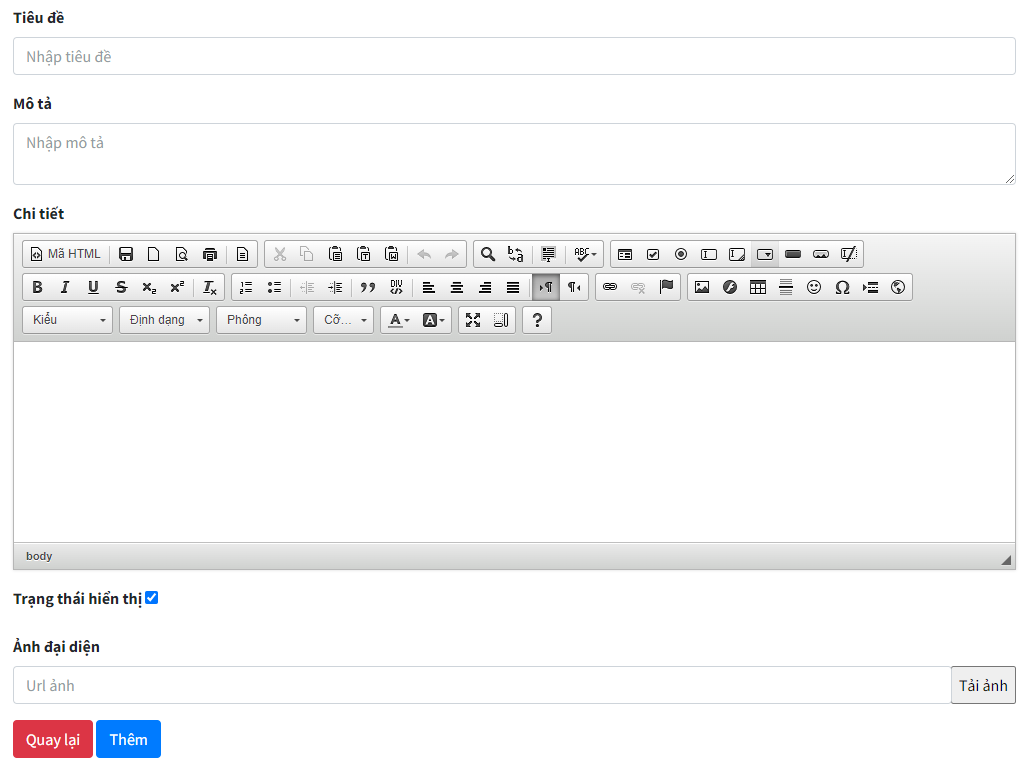 Tiêu đề
Nhập tiêu đề
Mô tả
Nhập mô tả
Chi tiết
Mã HTML
Kiểu Định dạng Phông Cỡ...
body
Trạng thái hiển thị
Ảnh đại diện
Url ảnh Tải ảnh
Quay lại Thêm